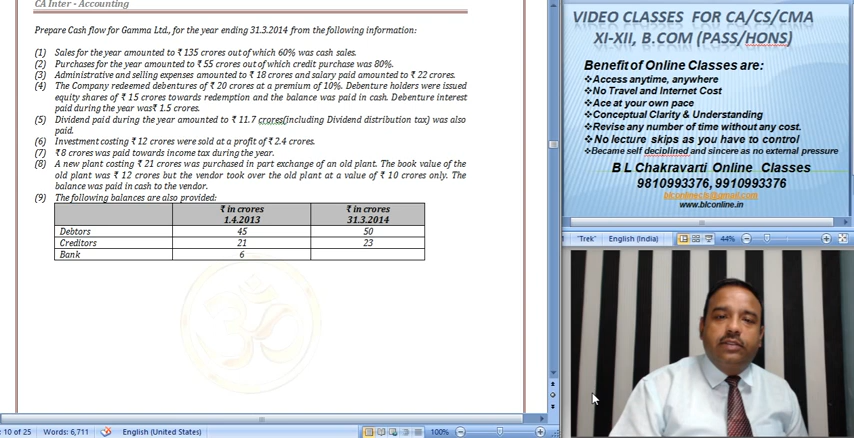 CA Inter - Accounting
Prepare Cash flow for Gamma Ltd., for the year ending 31.3.2014 from the following information:
(1) Sales for the year amounted to ₹ 135 crores out of which 60% was cash sales.
(2) Purchases for the year amounted to ₹ 55 crores out of which credit purchase was 80%.
(3) Administrative and selling expenses amounted to ₹ 18 crores and salary paid amounted to ₹ 22 crores.
(4) The Company redeemed debentures of ₹ 20 crores at a premium of 10%. Debenture holders were issued
equity shares of ₹ 15 crores towards redemption and the balance was paid in cash. Debenture interest
paid during the year was₹ 1.5 crores.
(5) Dividend paid during the year amounted to ₹ 11.7 crores(including Dividend distribution tax) was also
paid.
(6) Investment costing ₹ 12 crores were sold at a profit of ₹ 2.4 crores.
(7) ₹ 8 crores was paid towards income tax during the year.
(8) A new plant costing ₹ 21 crores was purchased in part exchange of an old plant. The book value of the
old plant was ₹ 12 crores but the vendor took over the old plant at a value of ₹ 10 crores only. The
balance was paid in cash to the vendor.
(9) The following balances are also provided:
₹ in crores ₹ in crores
1.4.2013 31.3.2014
Debtors 45 50
Creditors 21 23
Bank 6
10 of 25 Words: 6,711 English (United States) 100%
VIDEO CLASSES FOR CA/CS/CMA
XI-XII, B.COM (PASS/HONS)
Benefit of Online Classes are:
❖Access anytime, anywhere
❖No Travel and Internet Cost
❖Ace at your own pace
❖Conceptual Clarity & Understanding
❖Revise any number of time without any cost.
❖No lecture skips as you have to control
❖Became self deciplined and sincere as no external pressure
B L Chakravarti Online Classes
9810993376, 9910993376
www.blconline.in
"Trek" English (India) 44%